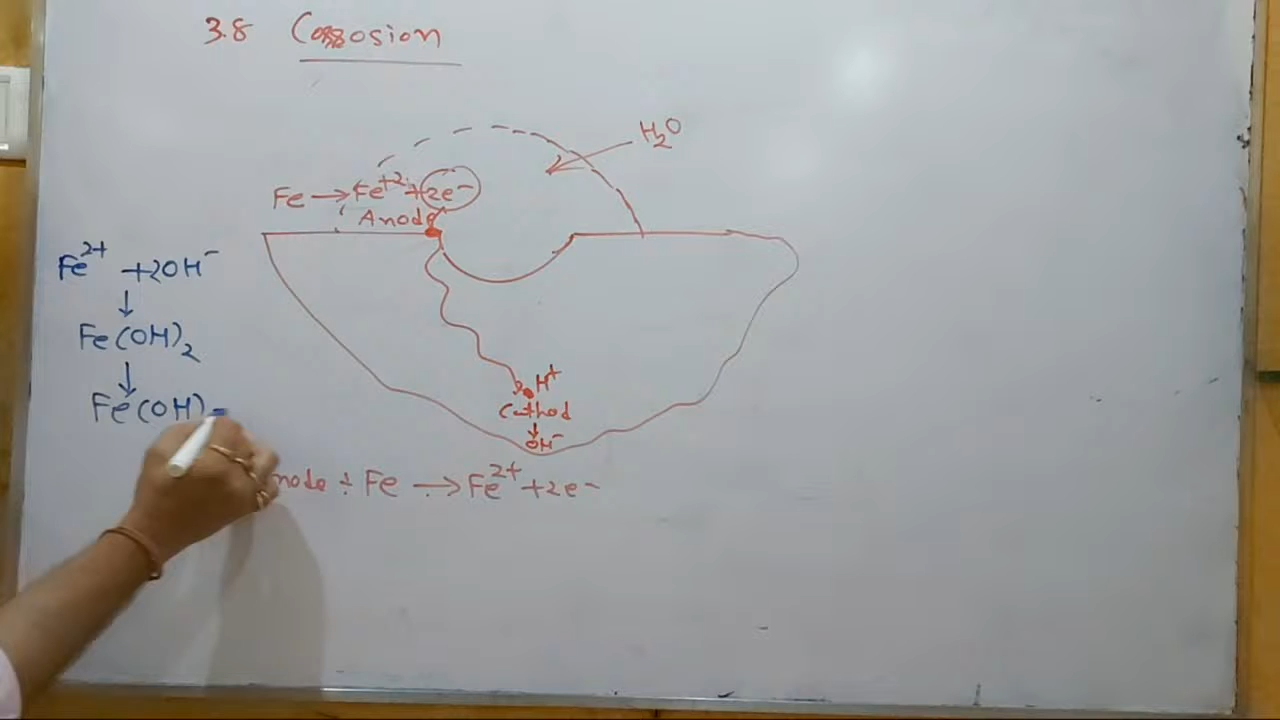 3.8 Corrosion
H₂O
Fe → Fe⁺² + 2e⁻
Anode
Fe²⁺ + 2OH⁻
↓
Fe(OH)₂
↓
Fe(OH)
H⁺
Cathod
↓
OH⁻
node ÷ Fe → Fe²⁺ + 2e⁻